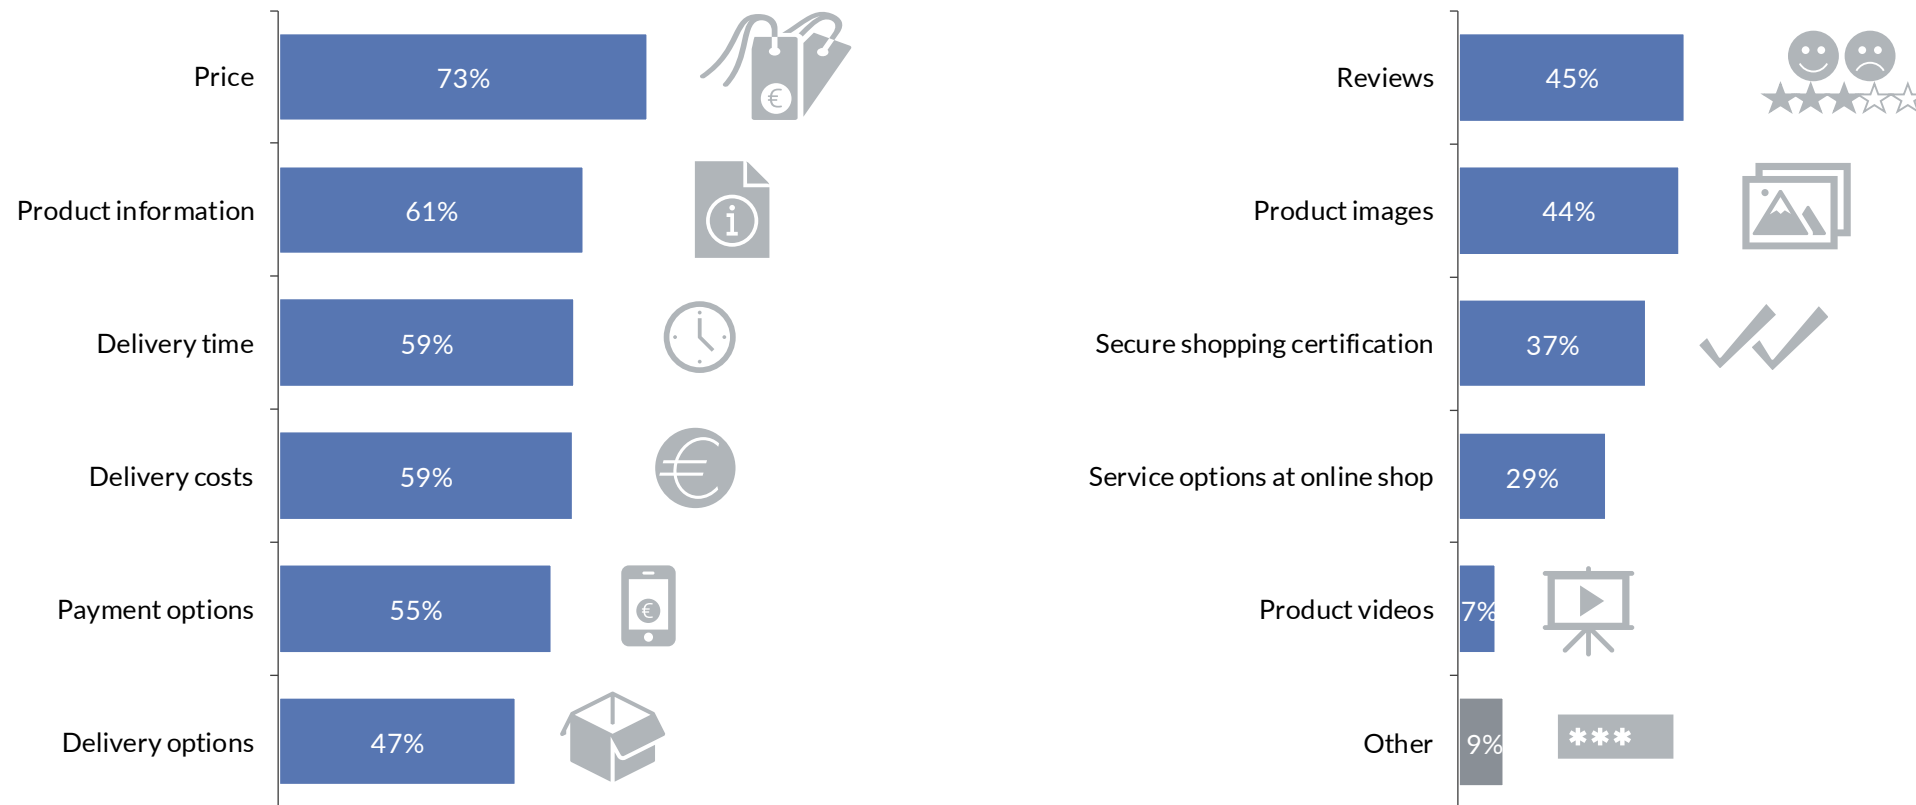 Price 73%
€
Product information 61%
i
Delivery time 59%
Delivery costs 59%
€
Payment options 55%
€
Delivery options 47%
Reviews 45%
Product images 44%
Secure shopping certification 37%
Service options at online shop 29%
Product videos 7%
Other 9%
***